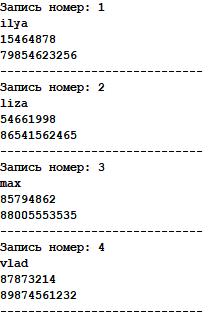 Запись номер: 1
ilya
15464878
79854623256
------------------------------
Запись номер: 2
liza
54661998
86541562465
------------------------------
Запись номер: 3
max
85794862
88005553535
------------------------------
Запись номер: 4
vlad
87873214
89874561232
------------------------------